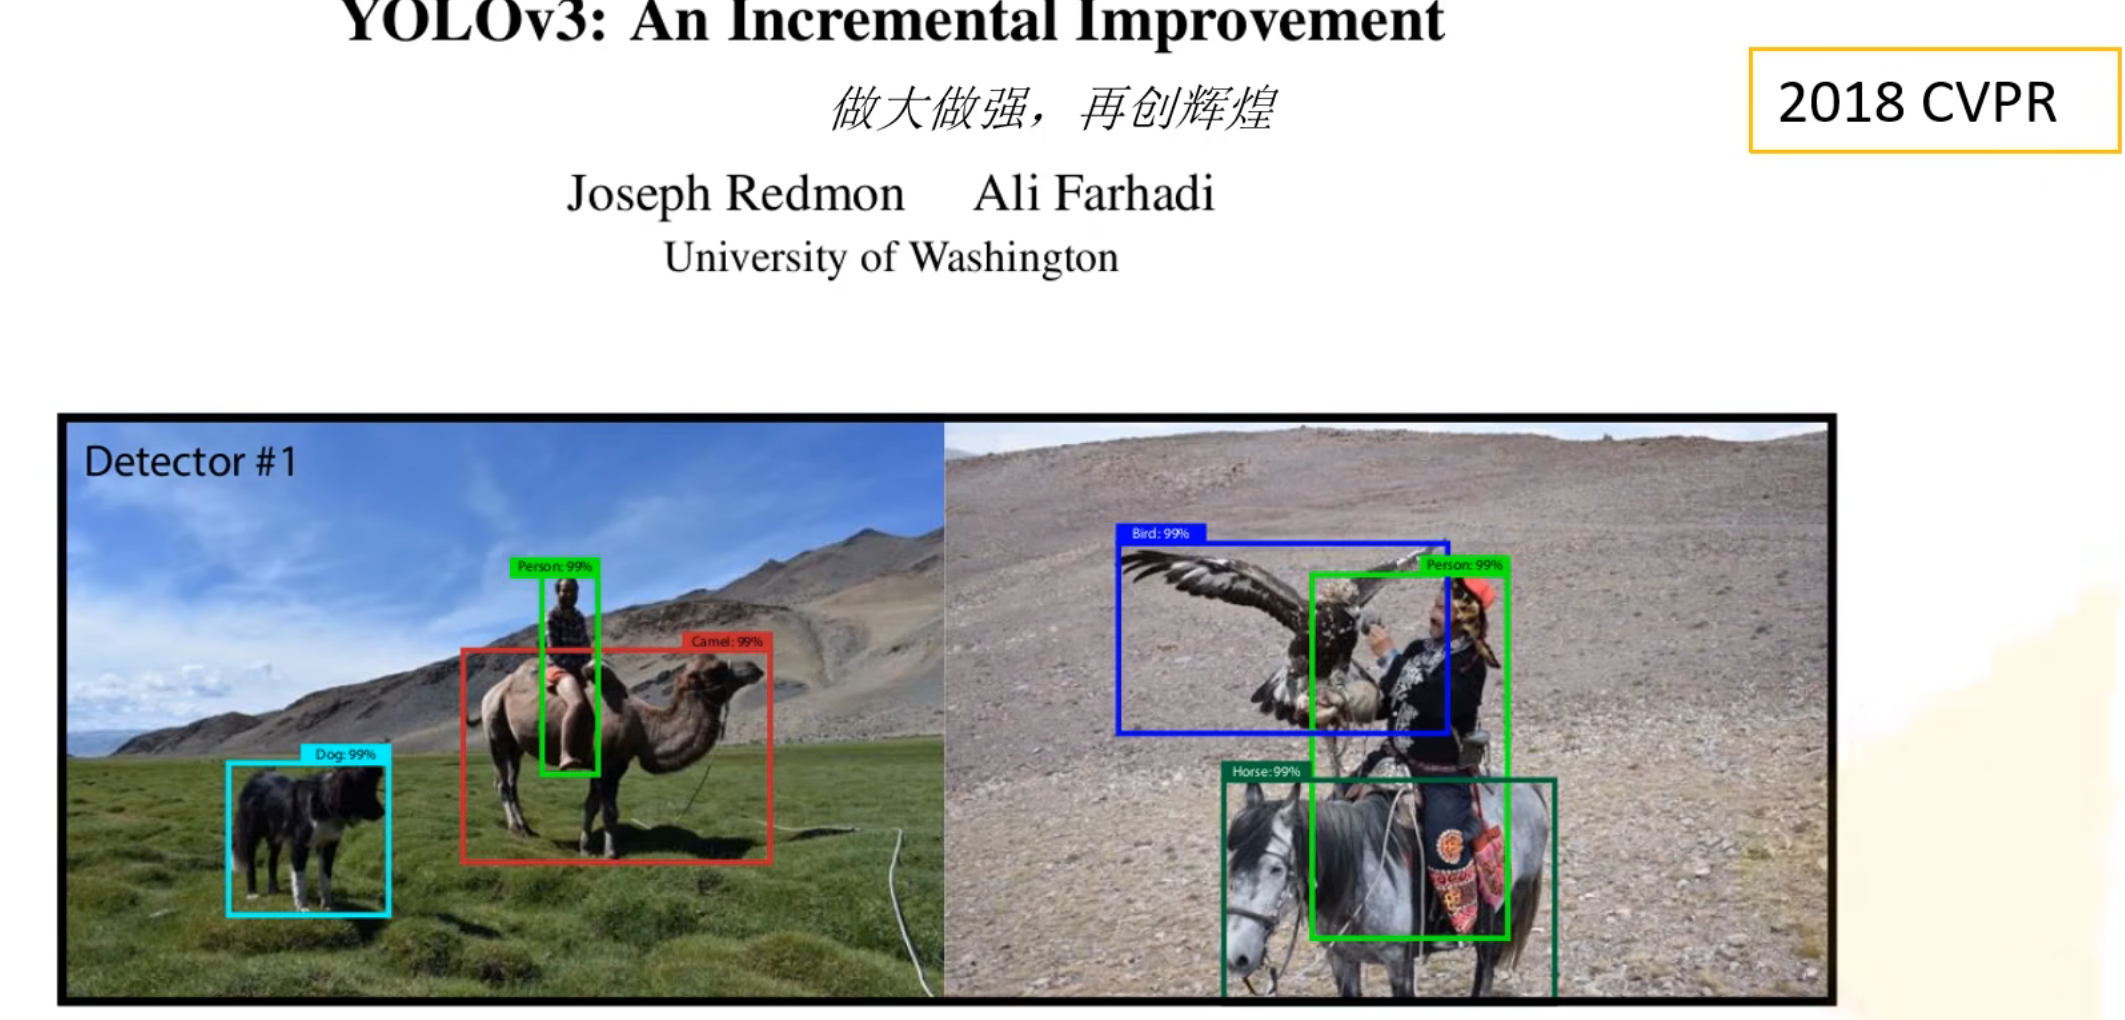 YOLOv3: An Incremental Improvement
做大做强，再创辉煌
2018 CVPR
Joseph Redmon Ali Farhadi
University of Washington
Detector #1
Person: 99%
Camel: 99%
Dog: 99%
Bird: 99%
Person: 99%
Horse: 99%